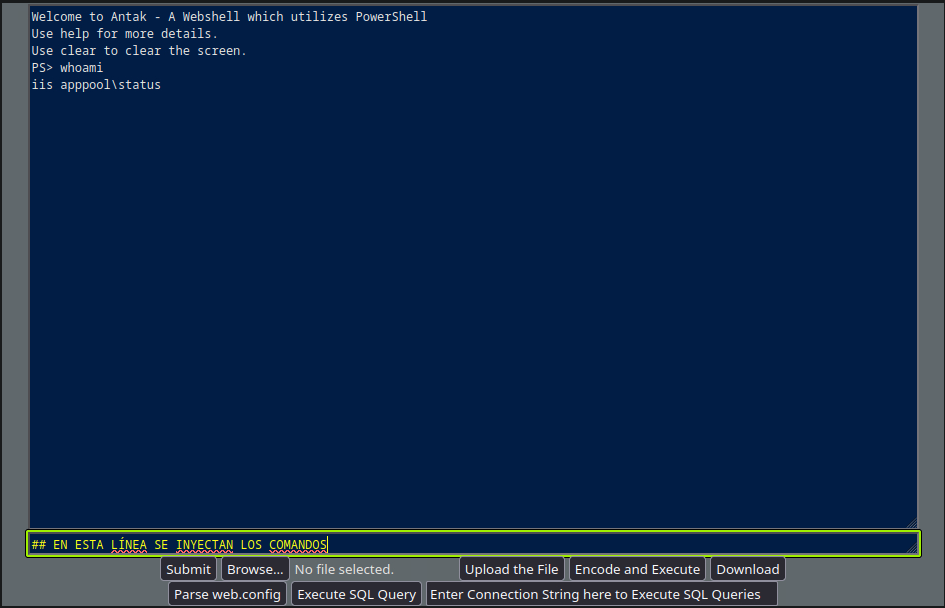 Welcome to Antak - A Webshell which utilizes PowerShell
Use help for more details.
Use clear to clear the screen.
PS> whoami
iis apppool\status
## EN ESTA LÍNEA SE INYECTAN LOS COMANDOS
Submit Browse... No file selected. Upload the File Encode and Execute Download
Parse web.config Execute SQL Query Enter Connection String here to Execute SQL Queries